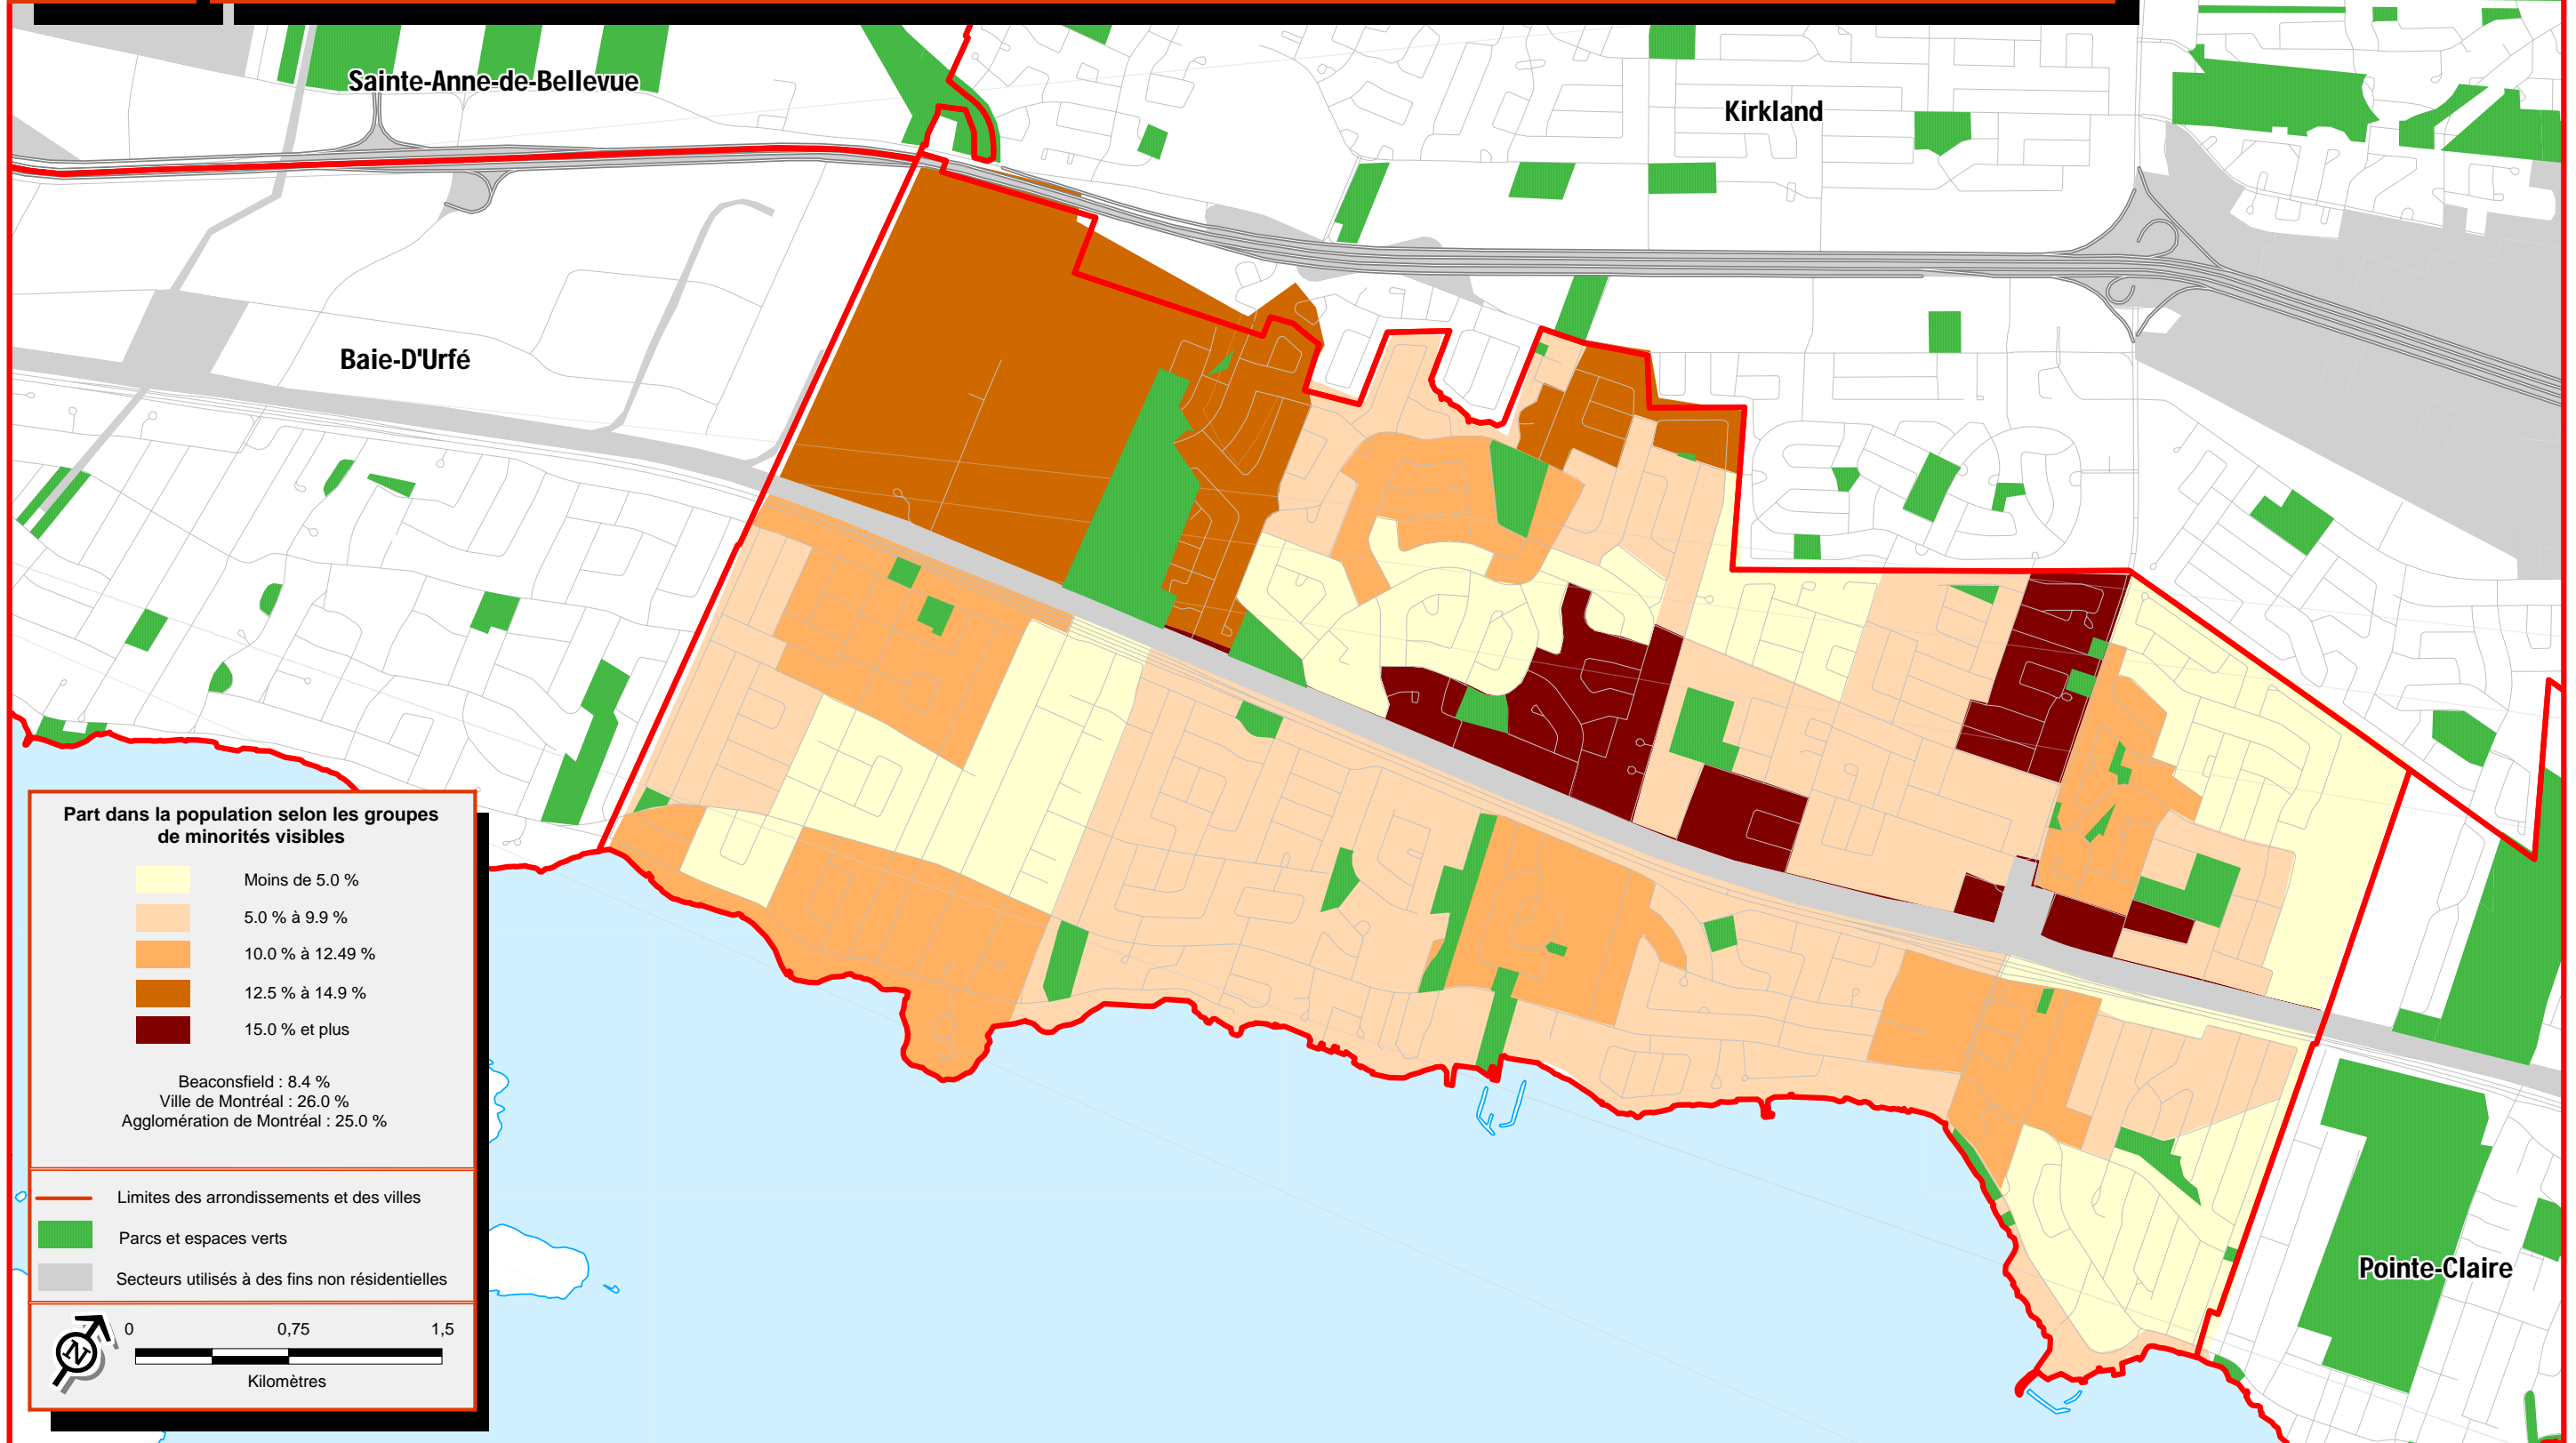 Sainte-Anne-de-Bellevue
Kirkland
Baie-D'Urfé
Pointe-Claire
Part dans la population selon les groupes
de minorités visibles
Moins de 5.0 %
5.0 % à 9.9 %
10.0 % à 12.49 %
12.5 % à 14.9 %
15.0 % et plus
Beaconsfield : 8.4 %
Ville de Montréal : 26.0 %
Agglomération de Montréal : 25.0 %
Limites des arrondissements et des villes
Parcs et espaces verts
Secteurs utilisés à des fins non résidentielles
N
0 0,75 1,5
Kilomètres